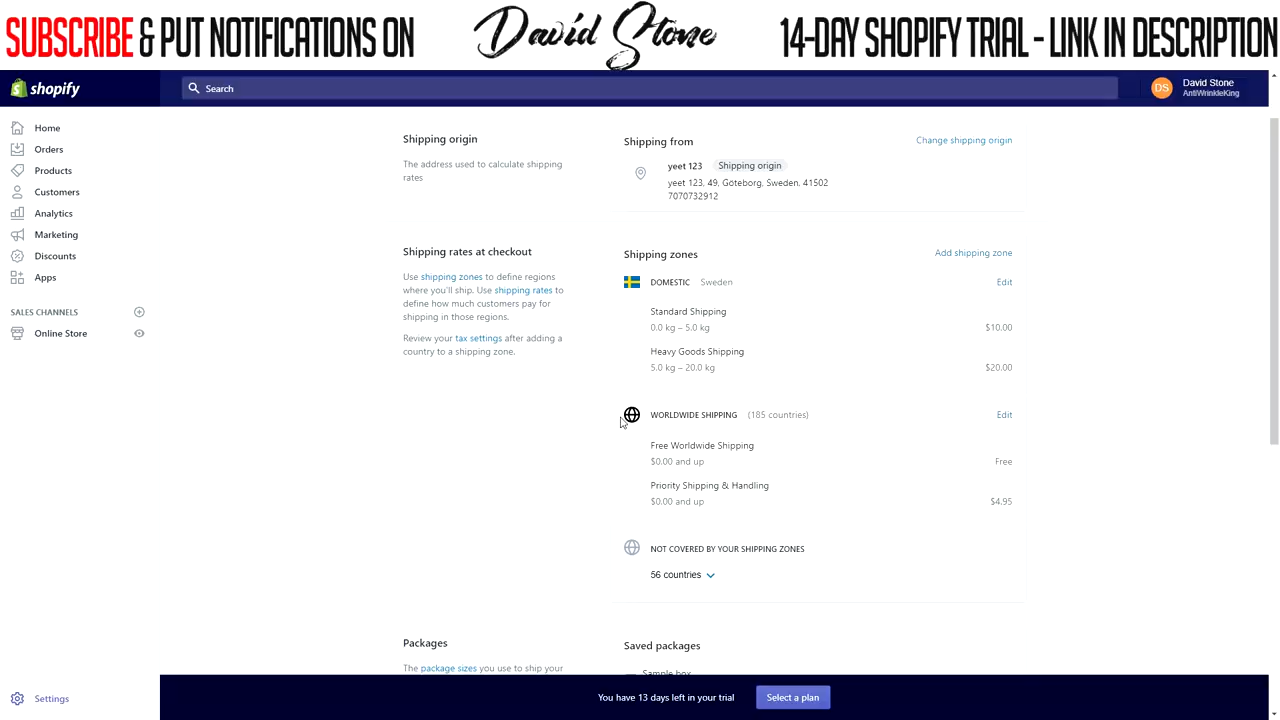 SUBSCRIBE & PUT NOTIFICATIONS ON
David Stone
14-DAY SHOPIFY TRIAL - LINK IN DESCRIPTION
shopify
Search
DS
David Stone
AntiWrinkleKing
Home
Orders
Products
Customers
Analytics
Marketing
Discounts
Apps
SALES CHANNELS
Online Store
Settings
Shipping origin
The address used to calculate shipping
rates
Shipping from
Change shipping origin
yeet 123 Shipping origin
yeet 123, 49, Göteborg, Sweden, 41502
7070732912
Shipping rates at checkout
Use shipping zones to define regions
where you'll ship. Use shipping rates to
define how much customers pay for
shipping in those regions.
Review your tax settings after adding a
country to a shipping zone.
Shipping zones
Add shipping zone
DOMESTIC Sweden
Edit
Standard Shipping
0.0 kg – 5.0 kg
$10.00
Heavy Goods Shipping
5.0 kg – 20.0 kg
$20.00
WORLDWIDE SHIPPING (185 countries)
Edit
Free Worldwide Shipping
$0.00 and up
Free
Priority Shipping & Handling
$0.00 and up
$4.95
NOT COVERED BY YOUR SHIPPING ZONES
56 countries
Packages
The package sizes you use to ship your
Saved packages
Sample box
You have 13 days left in your trial
Select a plan